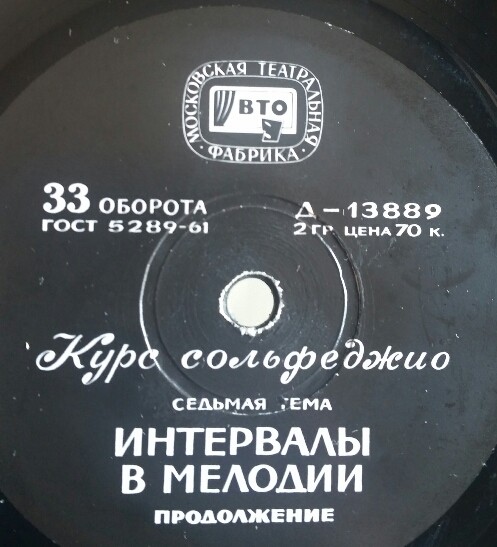 МОСКОВСКАЯ ТЕАТРАЛЬНАЯ
ВТО
ФАБРИКА
33 ОБОРОТА
ГОСТ 5289-61
Д-13889
2 ГР. ЦЕНА 70 К.
Курс сольфеджио
СЕДЬМАЯ ТЕМА
ИНТЕРВАЛЫ
В МЕЛОДИИ
ПРОДОЛЖЕНИЕ